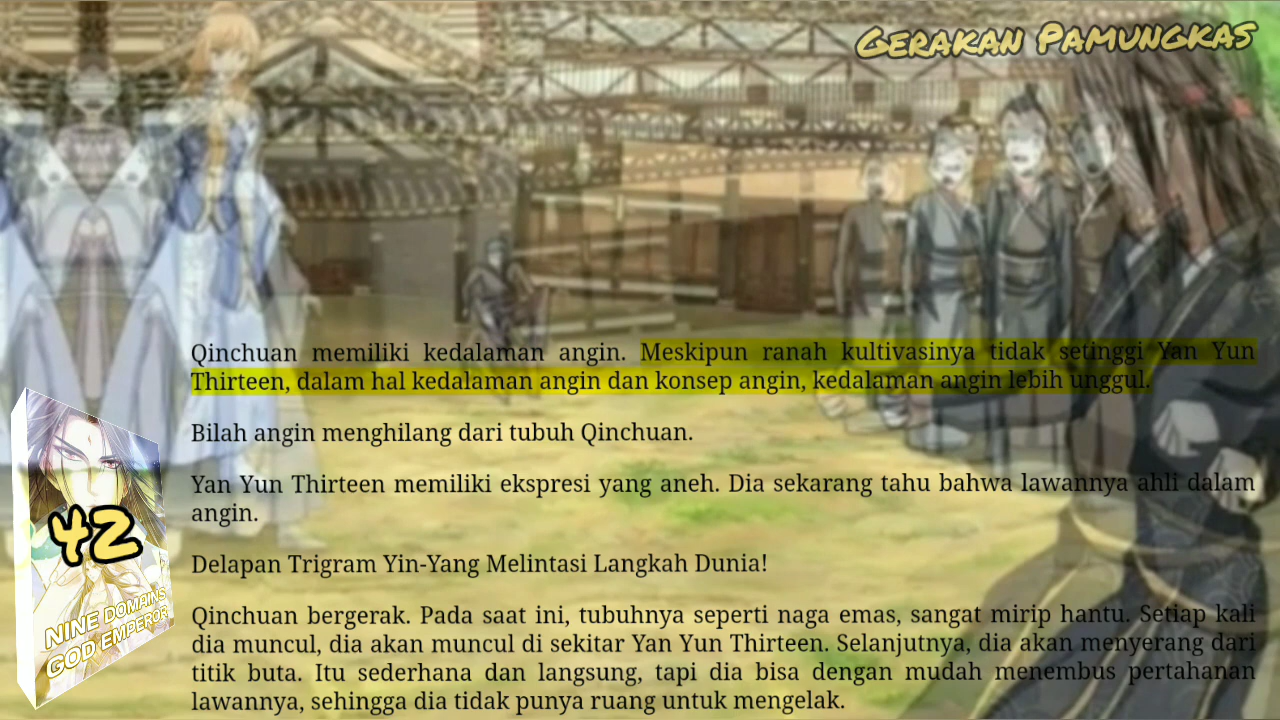 Gerakan Pamungkas
Qinchuan memiliki kedalaman angin. Meskipun ranah kultivasinya tidak setinggi Yan Yun
Thirteen, dalam hal kedalaman angin dan konsep angin, kedalaman angin lebih unggul.
Bilah angin menghilang dari tubuh Qinchuan.
Yan Yun Thirteen memiliki ekspresi yang aneh. Dia sekarang tahu bahwa lawannya ahli dalam
angin.
Delapan Trigram Yin-Yang Melintasi Langkah Dunia!
Qinchuan bergerak. Pada saat ini, tubuhnya seperti naga emas, sangat mirip hantu. Setiap kali
dia muncul, dia akan muncul di sekitar Yan Yun Thirteen. Selanjutnya, dia akan menyerang dari
titik buta. Itu sederhana dan langsung, tapi dia bisa dengan mudah menembus pertahanan
lawannya, sehingga dia tidak punya ruang untuk mengelak.
42
NINE DOMAINS
GOD EMPEROR